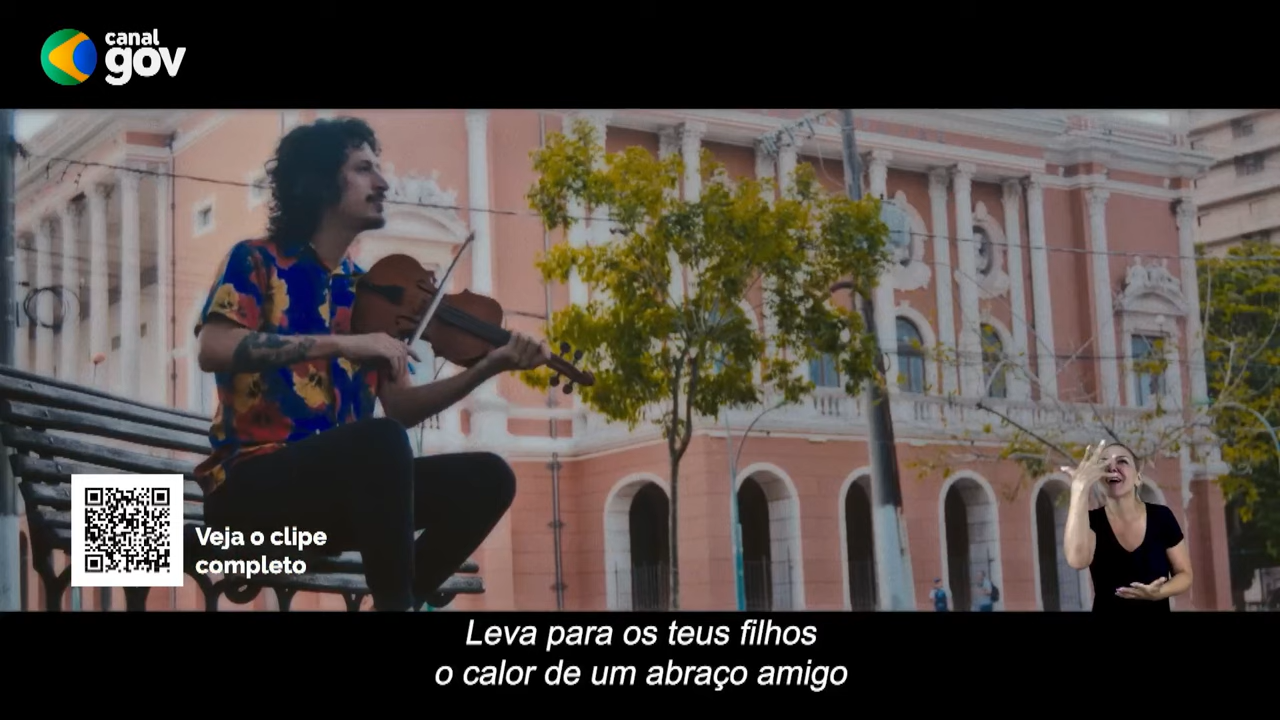 canal
gov
Veja o clipe
completo
Leva para os teus filhos
o calor de um abraço amigo